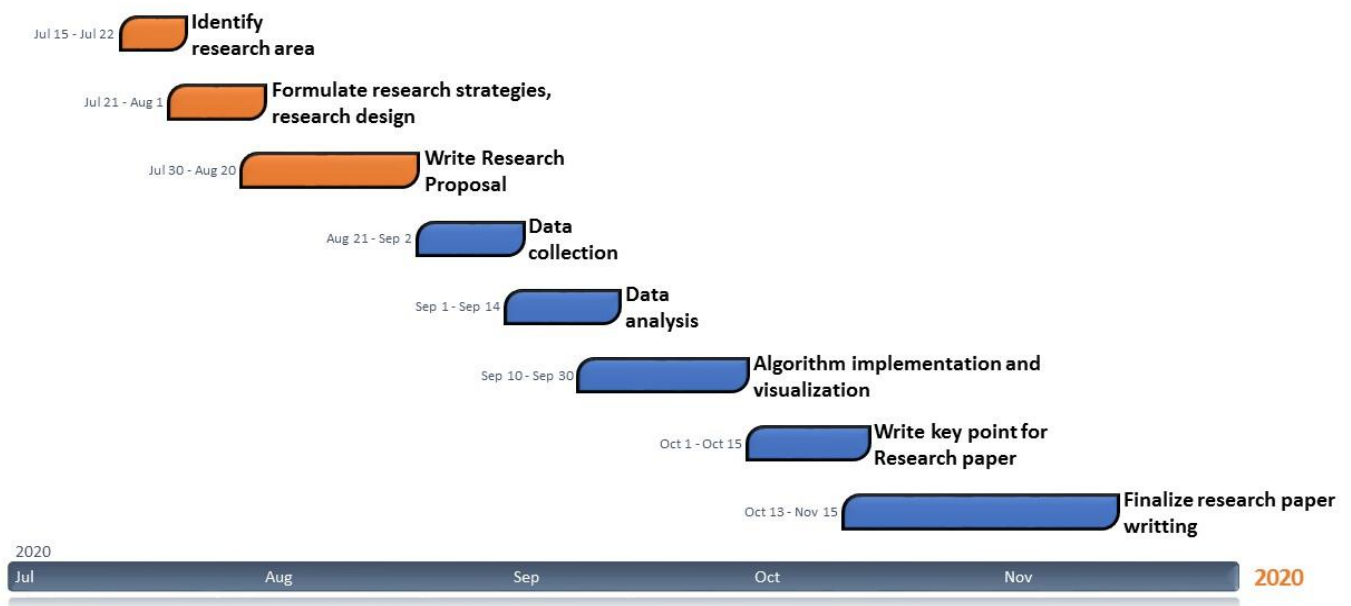 Jul 15 - Jul 22
Identify
research area
Jul 21 - Aug 1
Formulate research strategies,
research design
Jul 30 - Aug 20
Write Research
Proposal
Aug 21 - Sep 2
Data
collection
Sep 1 - Sep 14
Data
analysis
Sep 10 - Sep 30
Algorithm implementation and
visualization
Oct 1 - Oct 15
Write key point for
Research paper
Oct 13 - Nov 15
Finalize research paper
writting
2020
Jul Aug Sep Oct Nov 2020